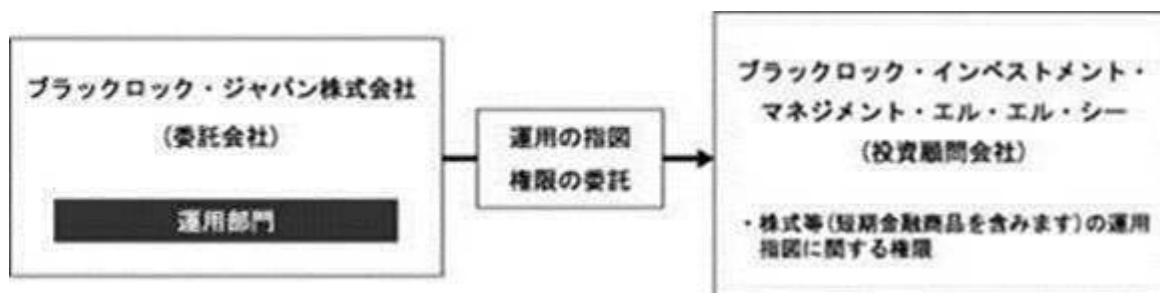 ブラックロック・ジャパン株式会社
(委託会社)
運用部門
運用の指図
権限の委託
ブラックロック・インベストメント・
マネジメント・エル・エル・シー
(投資顧問会社)
・株式等(短期金融商品を含みます)の運用
指図に関する権限